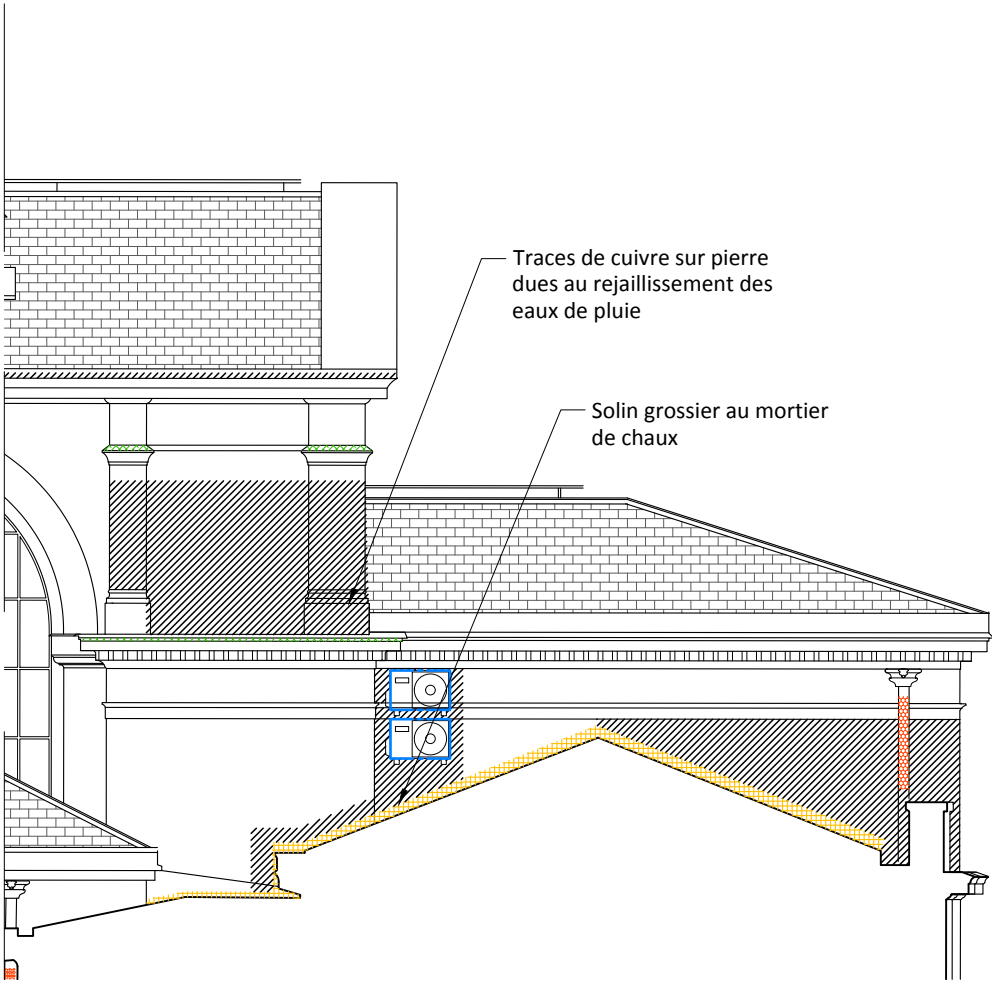 Traces de cuivre sur pierre
dues au rejaillissement des
eaux de pluie
Solin grossier au mortier
de chaux